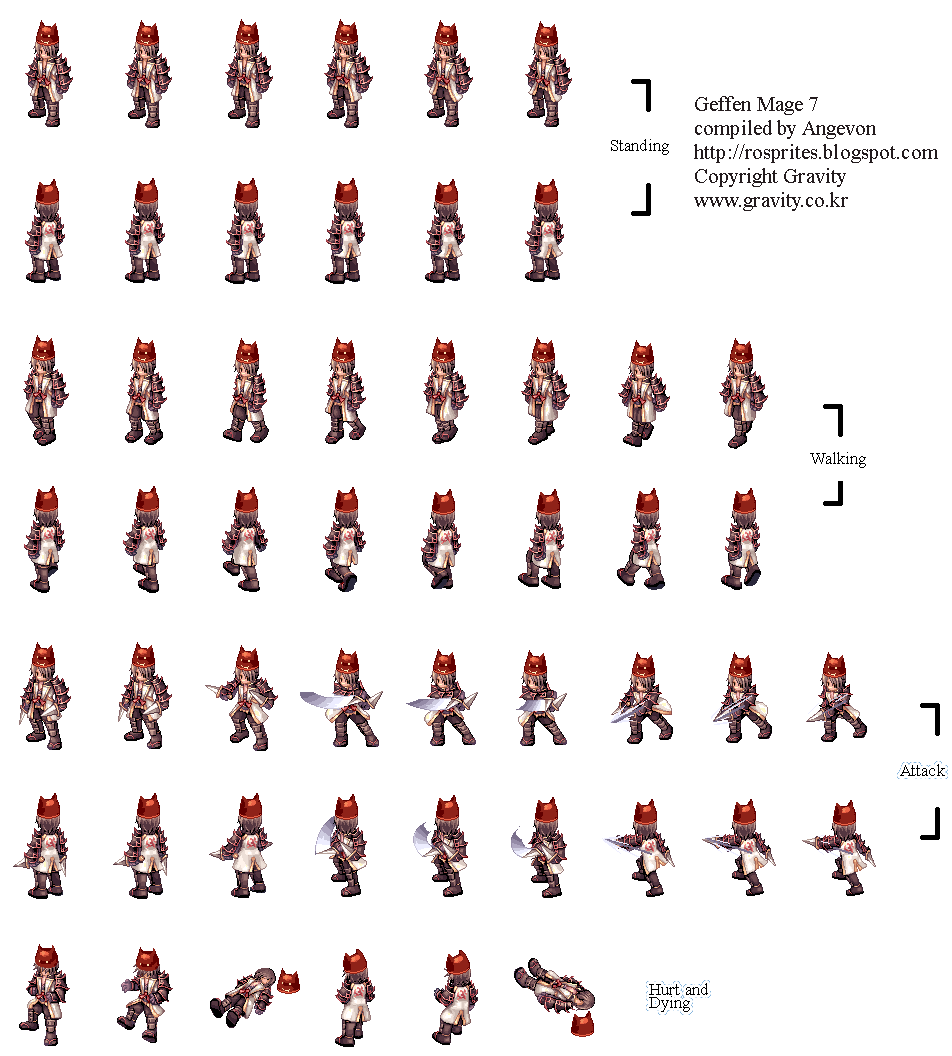 Geffen Mage 7
compiled by Angevon
http://rosprites.blogspot.com
Copyright Gravity
www.gravity.co.kr
Standing
Walking
Attack
Hurt and
Dying